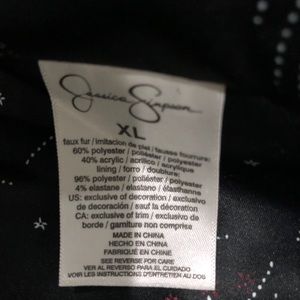 Jessica Simpson
XL
faux fur / imitacion de piel / fausse fourrure:
60% polyester / poliéster / polyester
40% acrylic / acrílico / acrylique
lining / forro / doublure:
96% polyester / poliéster / polyester
4% elastane / elastano / élasthanne
US: exclusive of decoration / exclusivo
de decoración / sauf décoration
CA: exclusive of trim / exclusivo de
borde / garniture non comprise
MADE IN CHINA
HECHO EN CHINA
FABRIQUÉ EN CHINE
SEE REVERSE FOR CARE
VER AL REVERSO PARA EL CUIDADO
VOIR LES INSTRUCTIONS D'ENTRETIEN AU DOS